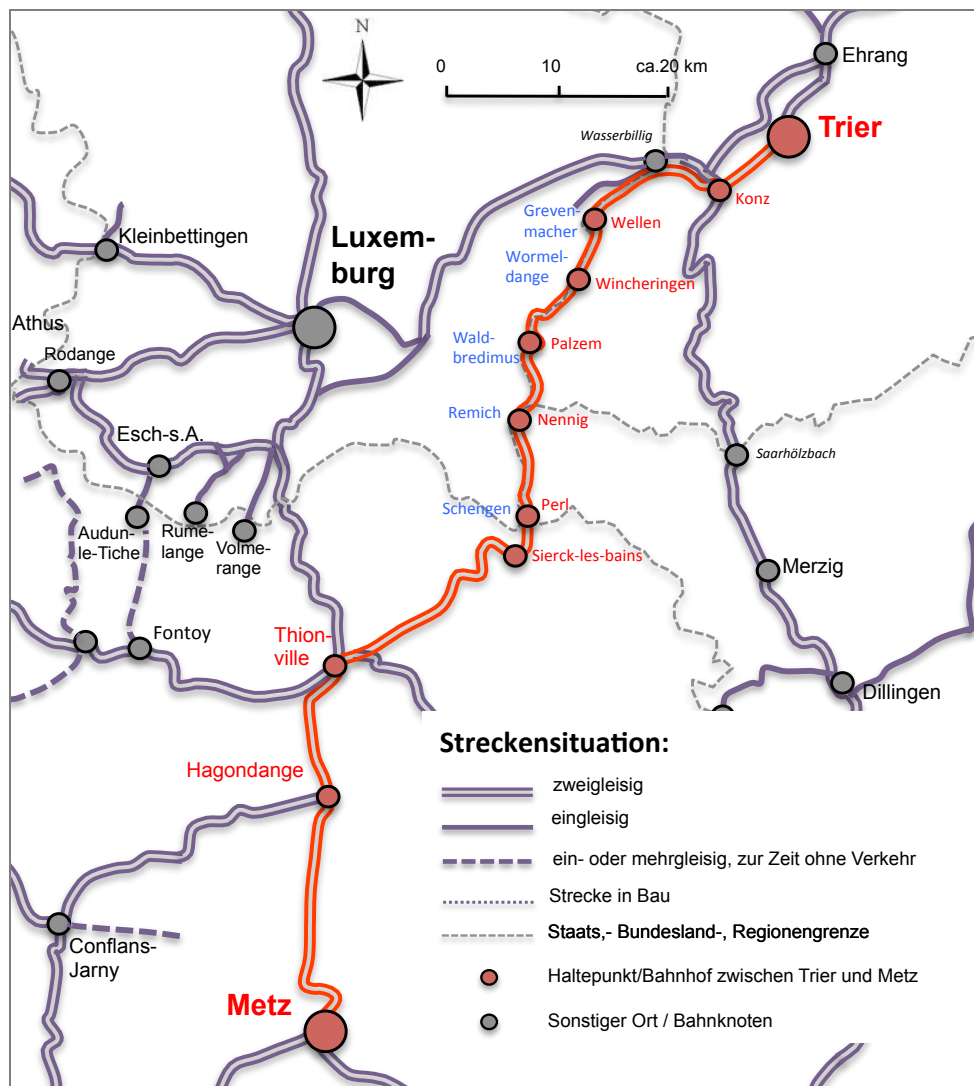 N
0 10 ca.20 km
Ehrang
Trier
Wasserbillig
Konz
Greven-
macher
Wellen
Kleinbettingen
Luxem-
burg
Wormel-
dange
Wincheringen
Athus
Rodange
Wald-
bredimus
Palzem
Remich
Nennig
Esch-s.A.
Saarhölzbach
Schengen
Perl
Audun-
le-Tiche
Rume-
lange
Volme-
range
Sierck-les-bains
Merzig
Fontoy
Thion-
ville
Dillingen
Streckensituation:
Hagondange
zweigleisig
eingleisig
ein- oder mehrgleisig, zur Zeit ohne Verkehr
Strecke in Bau
Staats,- Bundesland-, Regionengrenze
Conflans-
Jarny
Haltepunkt/Bahnhof zwischen Trier und Metz
Metz
Sonstiger Ort / Bahnknoten